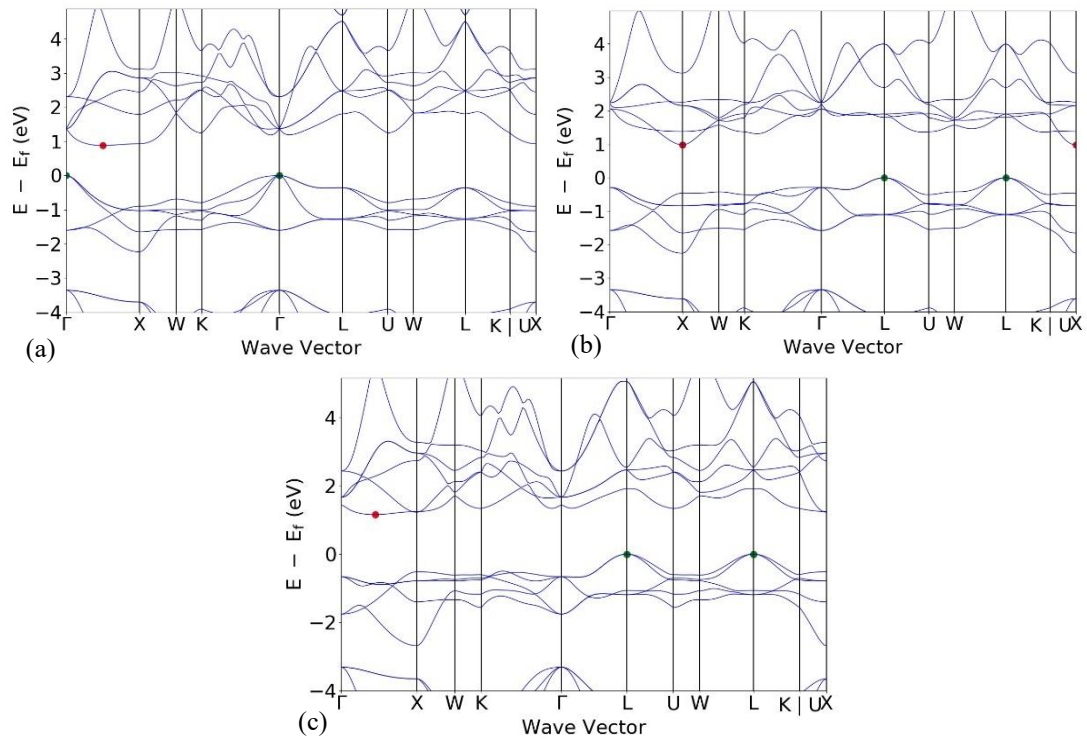 E − E_f (eV)
4
3
2
1
0
−1
−2
−3
−4
Γ X W K Γ L U W L K | U X
Wave Vector
(a)
E − E_f (eV)
4
3
2
1
0
−1
−2
−3
−4
Γ X W K Γ L U W L K | U X
Wave Vector
(b)
E − E_f (eV)
4
2
0
−2
−4
Γ X W K Γ L U W L K | U X
Wave Vector
(c)